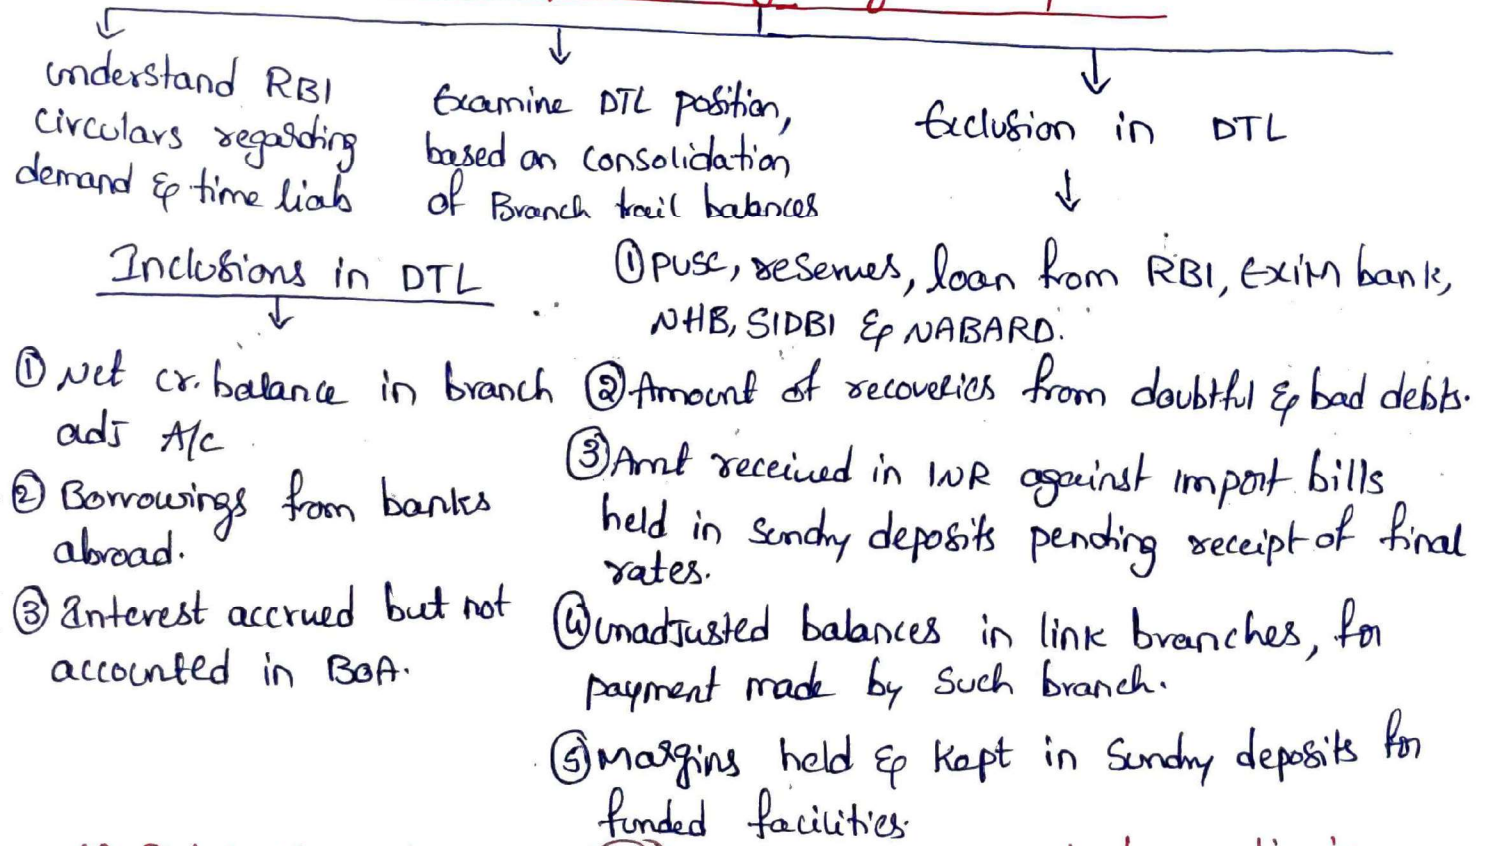 understand RBI
circulars regarding
demand & time liab
Examine DTL position,
based on consolidation
of Branch trail balances
Exclusion in DTL
Inclusions in DTL
① Net cr. balance in branch
adj A/c
② Borrowings from banks
abroad.
③ Interest accrued but not
accounted in BOA.
① PUSC, reserves, loan from RBI, EXIM bank,
NHB, SIDBI & NABARD.
② Amount of recoveries from doubtful & bad debts.
③ Amt received in INR against import bills
held in sundry deposits pending receipt of final
rates.
④ unadjusted balances in link branches, for
payment made by such branch.
⑤ margins held & kept in sundry deposits for
funded facilities.